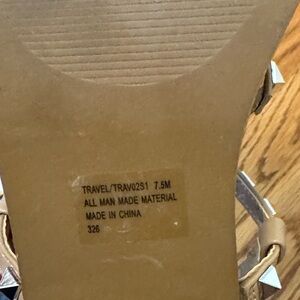 TRAVEL/TRAV02S1 7.5M
ALL MAN MADE MATERIAL
MADE IN CHINA
326